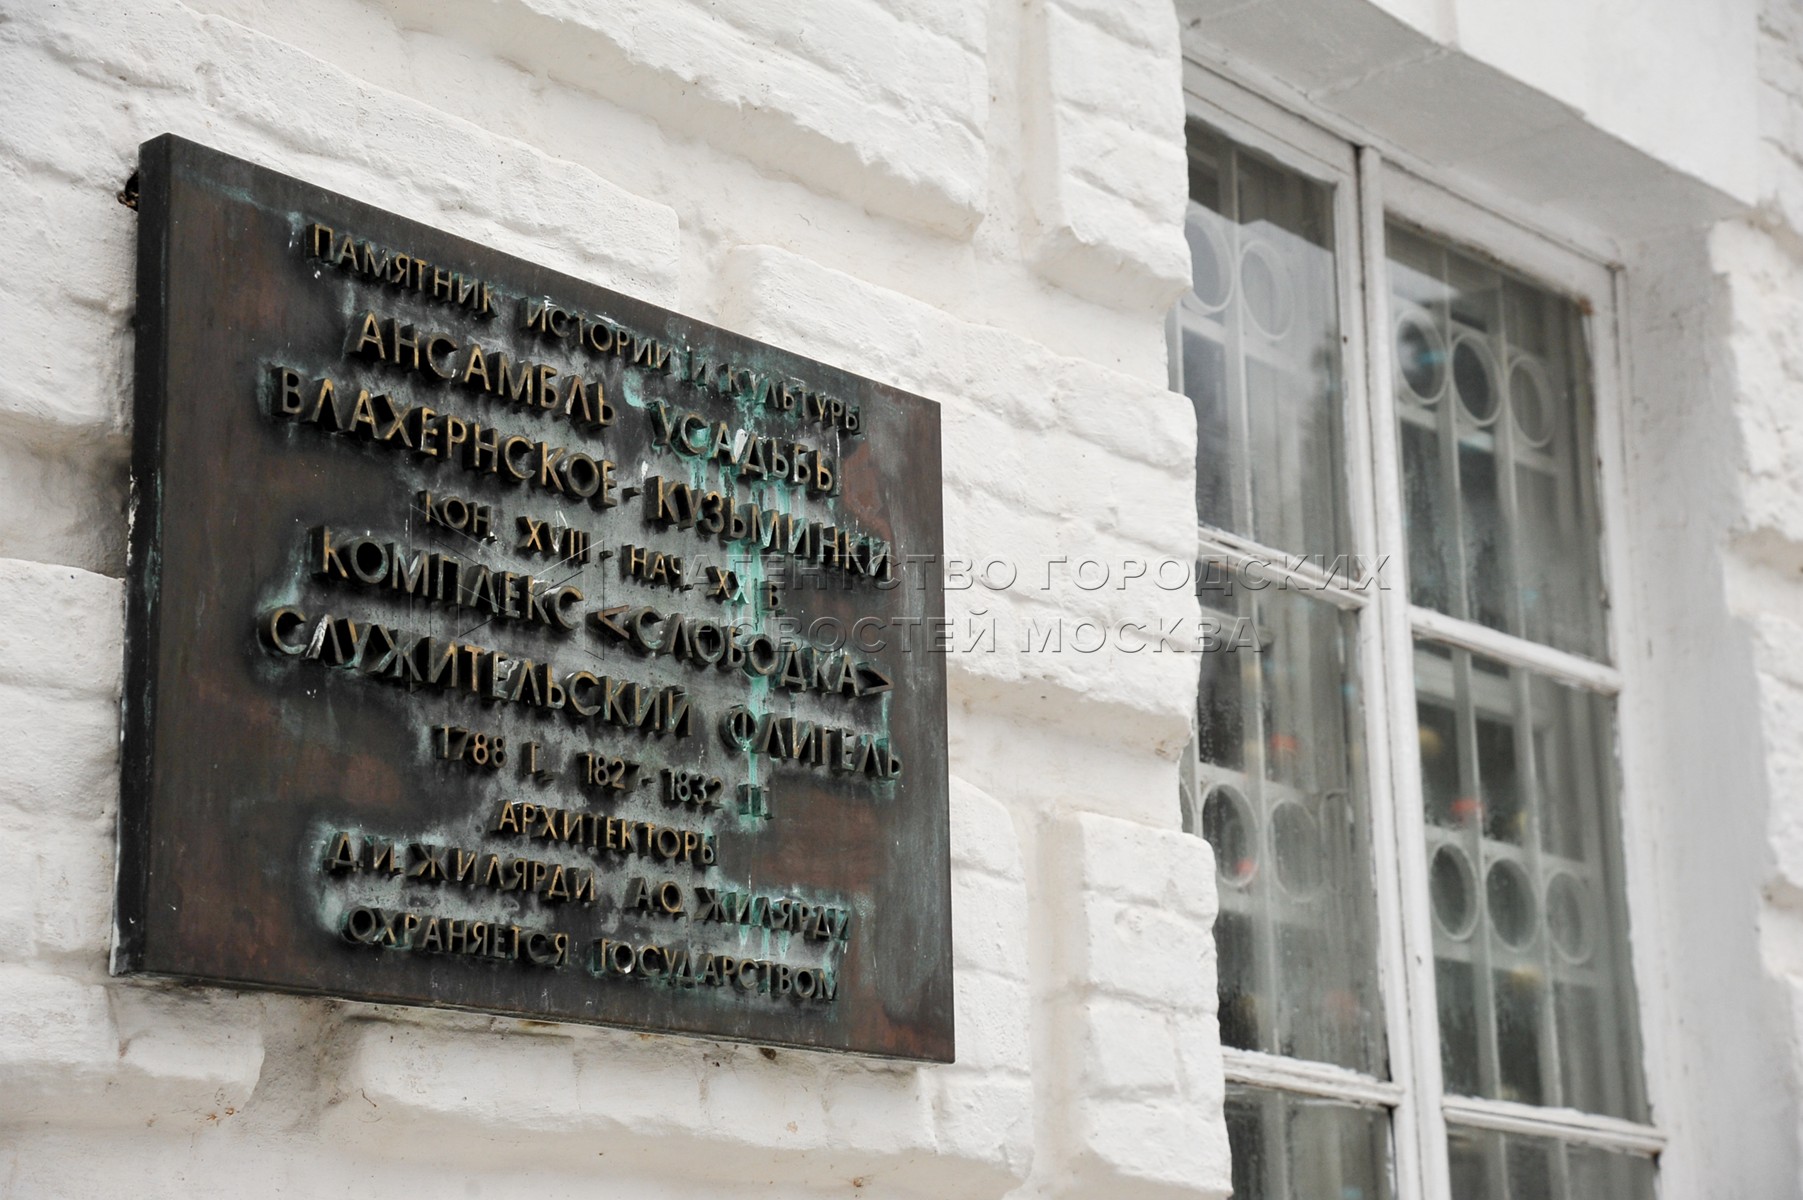 ПАМЯТНИК ИСТОРИИ И КУЛЬТУРЫ
АНСАМБЛЬ УСАДЬБЫ
ВЛАХЕРНСКОЕ-КУЗЬМИНКИ
КОН. XVIII - НАЧ. XX В.
КОМПЛЕКС <СЛОБОДКА>
СЛУЖИТЕЛЬСКИЙ ФЛИГЕЛЬ
1788 Г., 1827-1832 ГГ.
АРХИТЕКТОРЫ
Д.И. ЖИЛЯРДИ А.О. ЖИЛЯРДИ
ОХРАНЯЕТСЯ ГОСУДАРСТВОМ
АГЕНТСТВО ГОРОДСКИХ
НОВОСТЕЙ МОСКВА